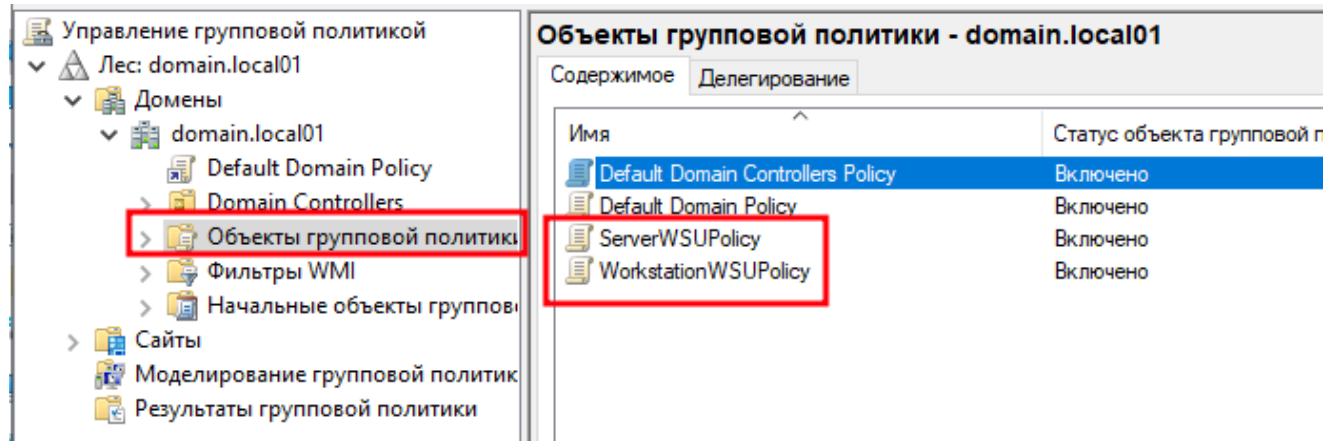 Управление групповой политикой
Лес: domain.local01
Домены
domain.local01
Default Domain Policy
Domain Controllers
Объекты групповой политики
Фильтры WMI
Начальные объекты
Сайты
Моделирование групповой
Результаты групповой политики
Объекты групповой политики - domain.local01
Содержимое Делегирование
Имя Статус объекта групповой
Default Domain Controllers Policy Включено
Default Domain Policy Включено
ServerWSUPolicy Включено
WorkstationWSUPolicy Включено